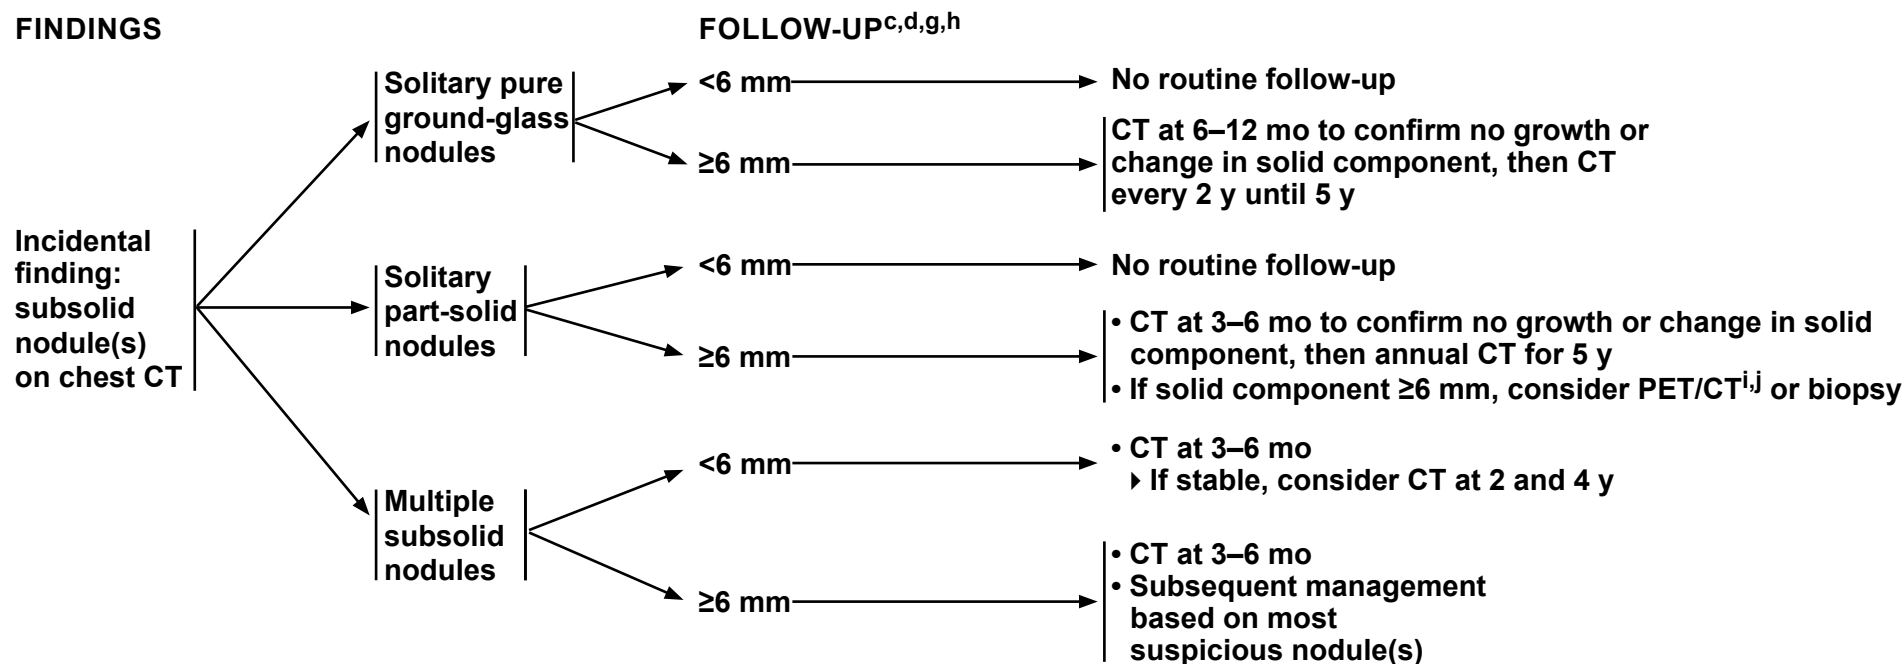 FINDINGS
FOLLOW-UPc,d,g,h
Incidental
finding:
subsolid
nodule(s)
on chest CT
Solitary pure
ground-glass
nodules
<6 mm
No routine follow-up
≥6 mm
CT at 6–12 mo to confirm no growth or
change in solid component, then CT
every 2 y until 5 y
Solitary
part-solid
nodules
<6 mm
No routine follow-up
≥6 mm
• CT at 3–6 mo to confirm no growth or change in solid
component, then annual CT for 5 y
• If solid component ≥6 mm, consider PET/CTi,j or biopsy
Multiple
subsolid
nodules
<6 mm
• CT at 3–6 mo
‣ If stable, consider CT at 2 and 4 y
≥6 mm
• CT at 3–6 mo
• Subsequent management
based on most
suspicious nodule(s)